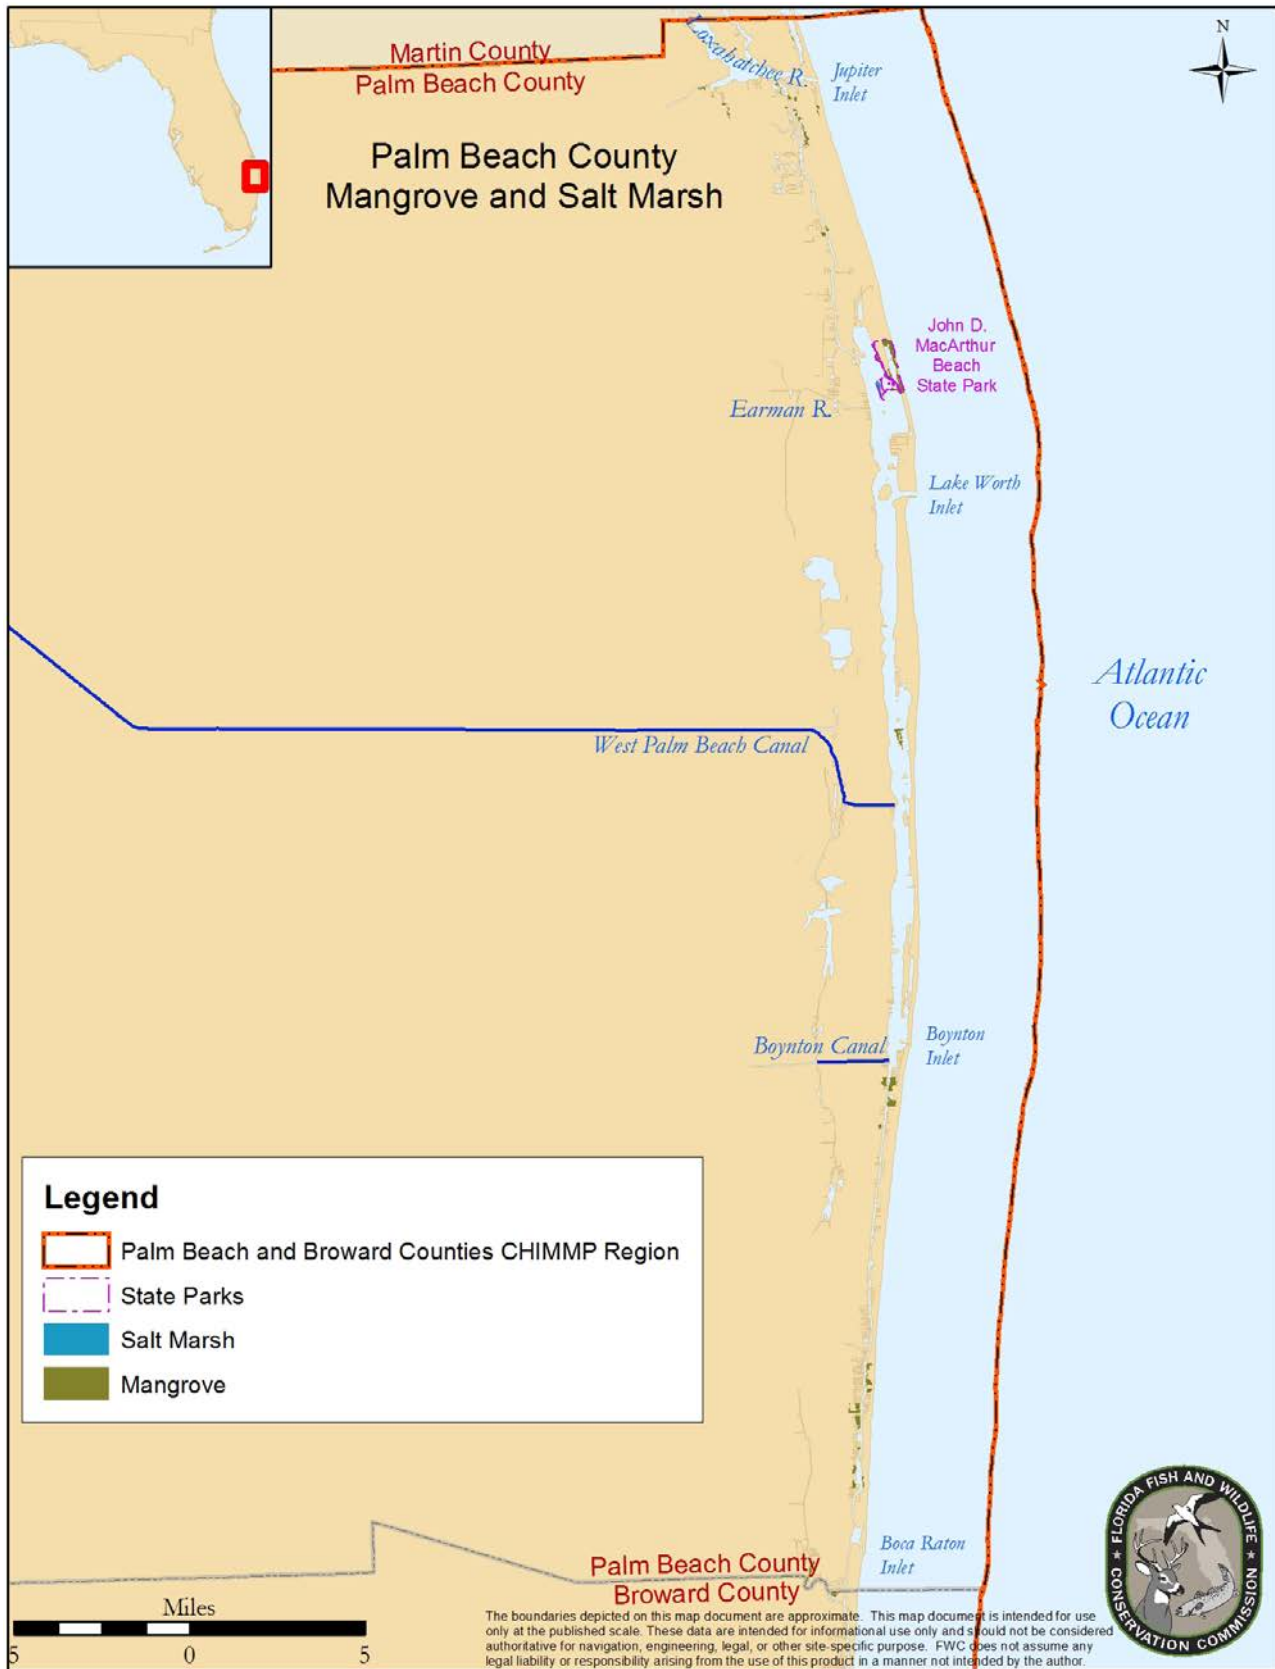 Martin County
Palm Beach County
Loxahatchee R.
Jupiter
Inlet
N
Palm Beach County
Mangrove and Salt Marsh
John D.
MacArthur
Beach
State Park
Earman R.
Lake Worth
Inlet
Atlantic
Ocean
West Palm Beach Canal
Boynton Canal
Boynton
Inlet
Legend
Palm Beach and Broward Counties CHIMMP Region
State Parks
Salt Marsh
Mangrove
Boca Raton
Inlet
Palm Beach County
Broward County
Miles
5 0 5
The boundaries depicted on this map document are approximate. This map document is intended for use
only at the published scale. These data are intended for informational use only and should not be considered
authoritative for navigation, engineering, legal, or other site-specific purpose. FWC does not assume any
legal liability or responsibility arising from the use of this product in a manner not intended by the author.
FLORIDA FISH AND WILDLIFE
CONSERVATION COMMISSION